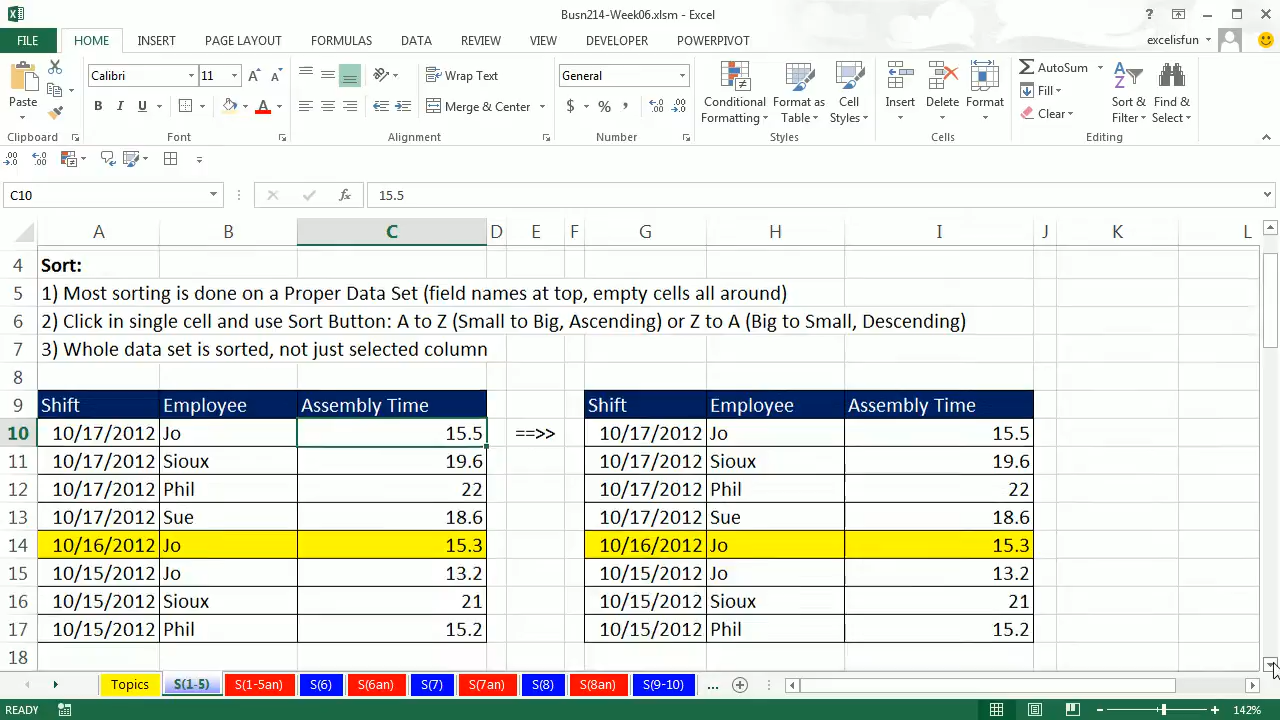 Busn214-Week06.xlsm - Excel
FILE HOME INSERT PAGE LAYOUT FORMULAS DATA REVIEW VIEW DEVELOPER POWERPIVOT excelisfun
Paste Calibri 11 Wrap Text General Conditional Formatting Format as Table Cell Styles Insert Delete Format AutoSum Fill Clear Sort & Filter Find & Select
B I U Merge & Center $ %
Clipboard Font Alignment Number Styles Cells Editing
C10 fx 15.5
A B C D E F G H I J K L
4 Sort:
5 1) Most sorting is done on a Proper Data Set (field names at top, empty cells all around)
6 2) Click in single cell and use Sort Button: A to Z (Small to Big, Ascending) or Z to A (Big to Small, Descending)
7 3) Whole data set is sorted, not just selected column
8
9 Shift Employee Assembly Time Shift Employee Assembly Time
10 10/17/2012 Jo 15.5 ==>> 10/17/2012 Jo 15.5
11 10/17/2012 Sioux 19.6 10/17/2012 Sioux 19.6
12 10/17/2012 Phil 22 10/17/2012 Phil 22
13 10/17/2012 Sue 18.6 10/17/2012 Sue 18.6
14 10/16/2012 Jo 15.3 10/16/2012 Jo 15.3
15 10/15/2012 Jo 13.2 10/15/2012 Jo 13.2
16 10/15/2012 Sioux 21 10/15/2012 Sioux 21
17 10/15/2012 Phil 15.2 10/15/2012 Phil 15.2
18
Topics S(1-5) S(1-5an) S(6) S(6an) S(7) S(7an) S(8) S(8an) S(9-10) ...
READY 142%